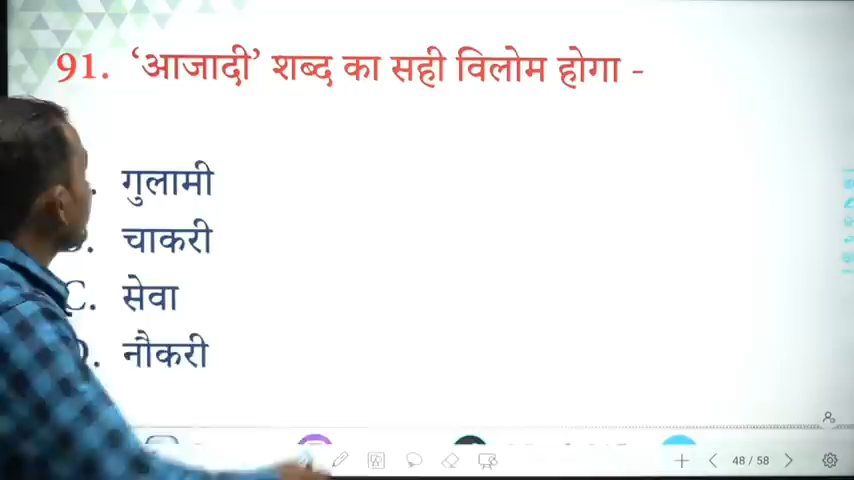 91. ‘आजादी’ शब्द का सही विलोम होगा -
गुलामी
चाकरी
C. सेवा
नौकरी
48 / 58